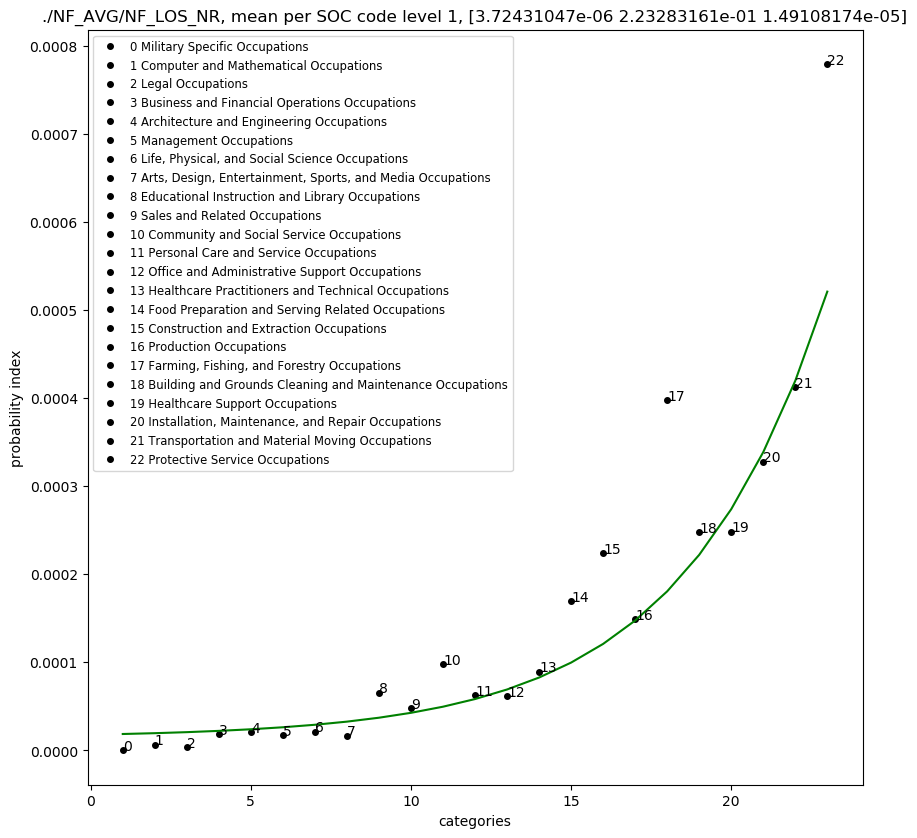 ./NF_AVG/NF_LOS_NR, mean per SOC code level 1, [3.72431047e-06 2.23283161e-01 1.49108174e-05]
0 Military Specific Occupations
1 Computer and Mathematical Occupations
2 Legal Occupations
3 Business and Financial Operations Occupations
4 Architecture and Engineering Occupations
5 Management Occupations
6 Life, Physical, and Social Science Occupations
7 Arts, Design, Entertainment, Sports, and Media Occupations
8 Educational Instruction and Library Occupations
9 Sales and Related Occupations
10 Community and Social Service Occupations
11 Personal Care and Service Occupations
12 Office and Administrative Support Occupations
13 Healthcare Practitioners and Technical Occupations
14 Food Preparation and Serving Related Occupations
15 Construction and Extraction Occupations
16 Production Occupations
17 Farming, Fishing, and Forestry Occupations
18 Building and Grounds Cleaning and Maintenance Occupations
19 Healthcare Support Occupations
20 Installation, Maintenance, and Repair Occupations
21 Transportation and Material Moving Occupations
22 Protective Service Occupations
probability index
0.0008
0.0007
0.0006
0.0005
0.0004
0.0003
0.0002
0.0001
0.0000
0
1
2
3
4
5
6
7
8
9
10
11
12
13
14
15
16
17
18
19
20
21
22
0
5
10
15
20
categories